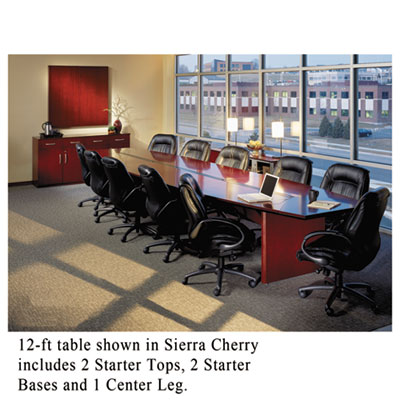 12-ft table shown in Sierra Cherry
includes 2 Starter Tops, 2 Starter
Bases and 1 Center Leg.